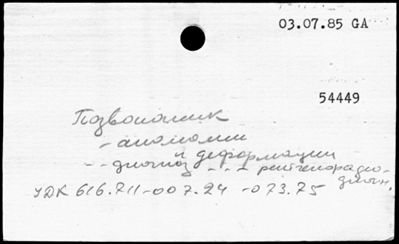 03.07.85 GA
54449
Позвоночник
- аномалии
и деформации
- - диагноз - - - рентгенорадио-
диагн.
УДК 616.711-007.24 -073.75